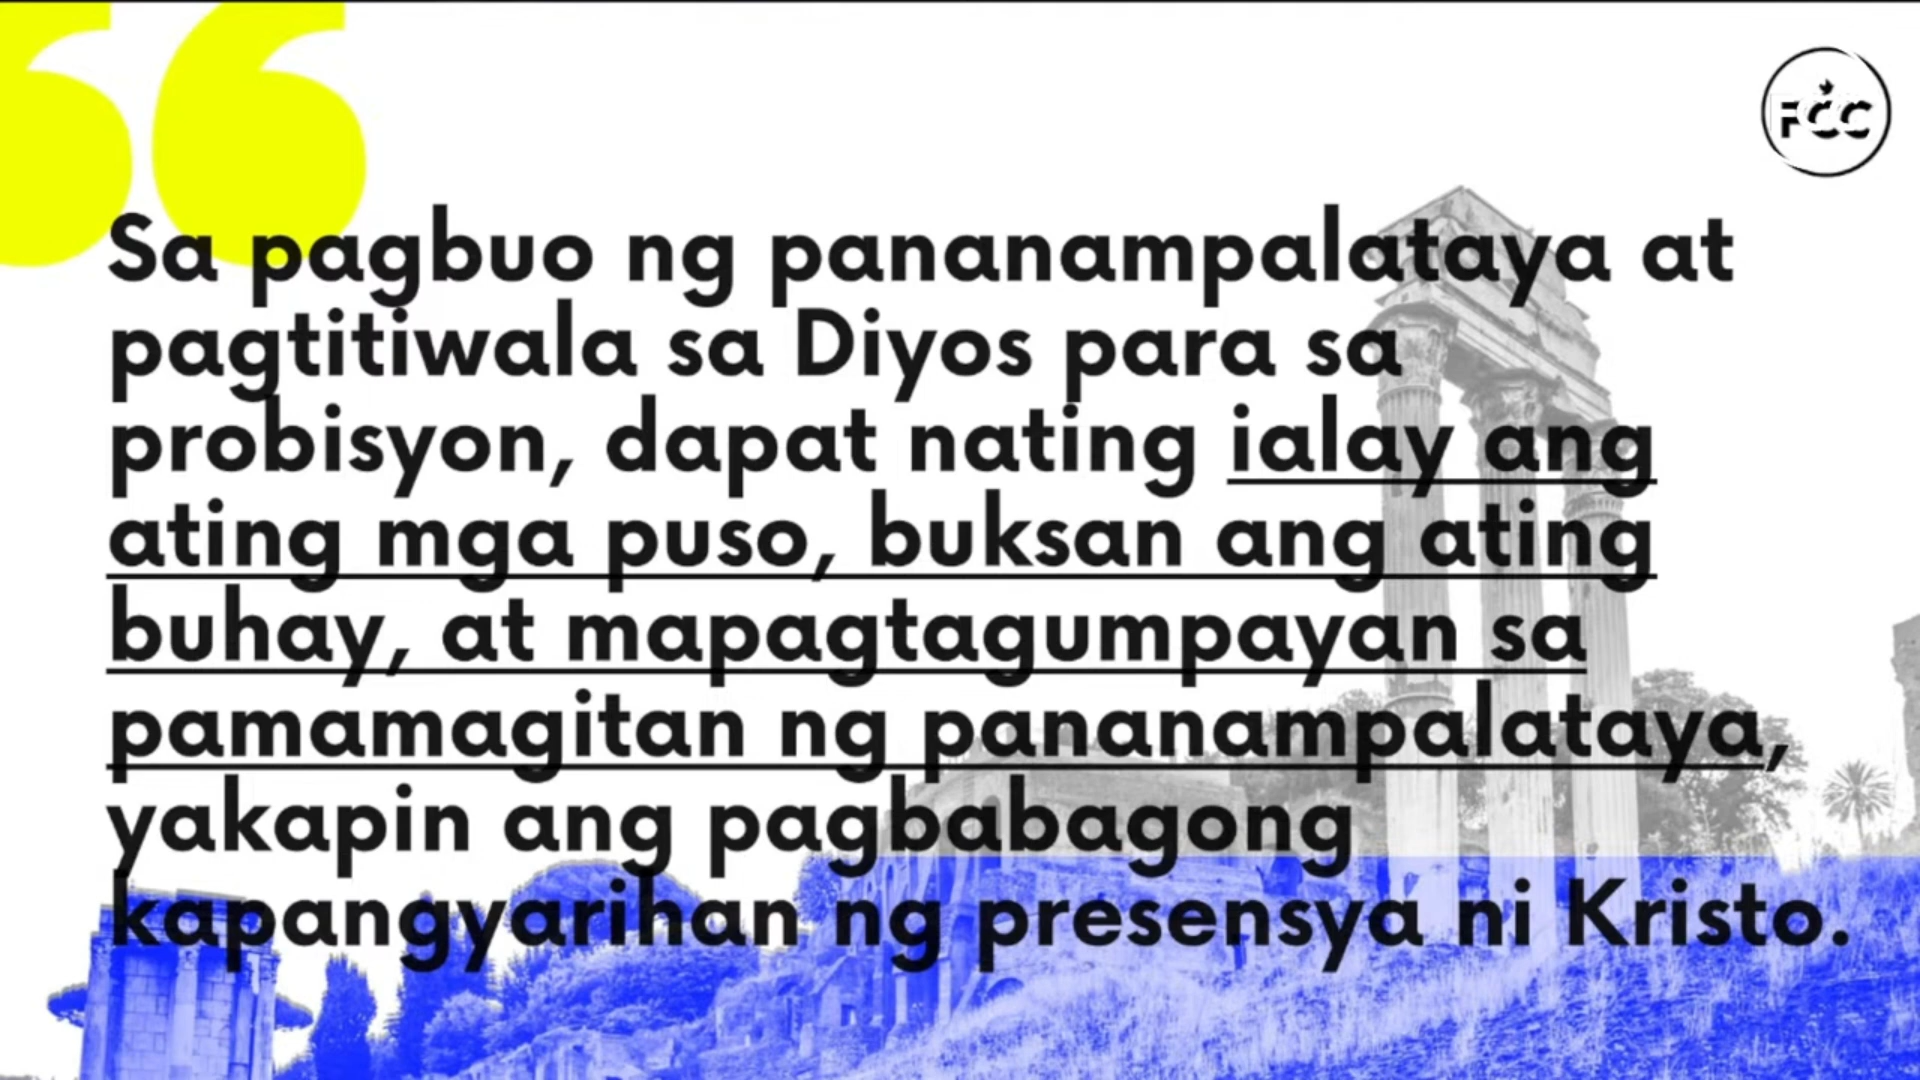 FCC
Sa pagbuo ng pananampalataya at
pagtitiwala sa Diyos para sa
probisyon, dapat nating ialay ang
ating mga puso, buksan ang ating
buhay, at mapagtagumpayan sa
pamamagitan ng pananampalataya,
yakapin ang pagbabagong
kapangyarihan ng presensya ni Kristo.